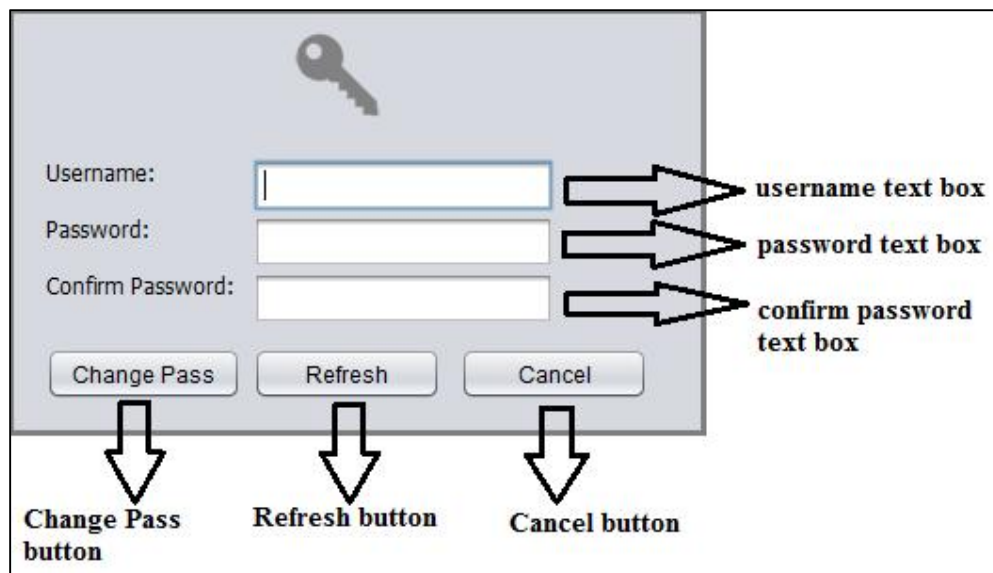 Username:
username text box
Password:
password text box
Confirm Password:
confirm password
text box
Change Pass
Refresh
Cancel
Change Pass
button
Refresh button
Cancel button